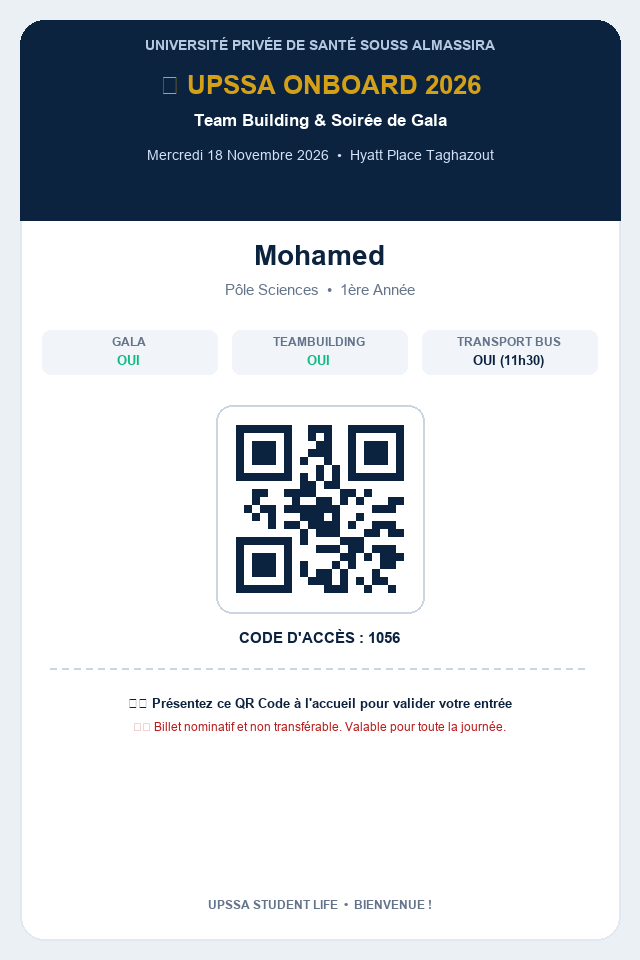 UNIVERSITÉ PRIVÉE DE SANTÉ SOUSS ALMASSIRA
UPSSA ONBOARD 2026
Team Building & Soirée de Gala
Mercredi 18 Novembre 2026 • Hyatt Place Taghazout
Mohamed
Pôle Sciences • 1ère Année
GALA
OUI
TEAMBUILDING
OUI
TRANSPORT BUS
OUI (11h30)
CODE D'ACCÈS : 1056
Présentez ce QR Code à l'accueil pour valider votre entrée
Billet nominatif et non transférable. Valable pour toute la journée.
UPSSA STUDENT LIFE • BIENVENUE !